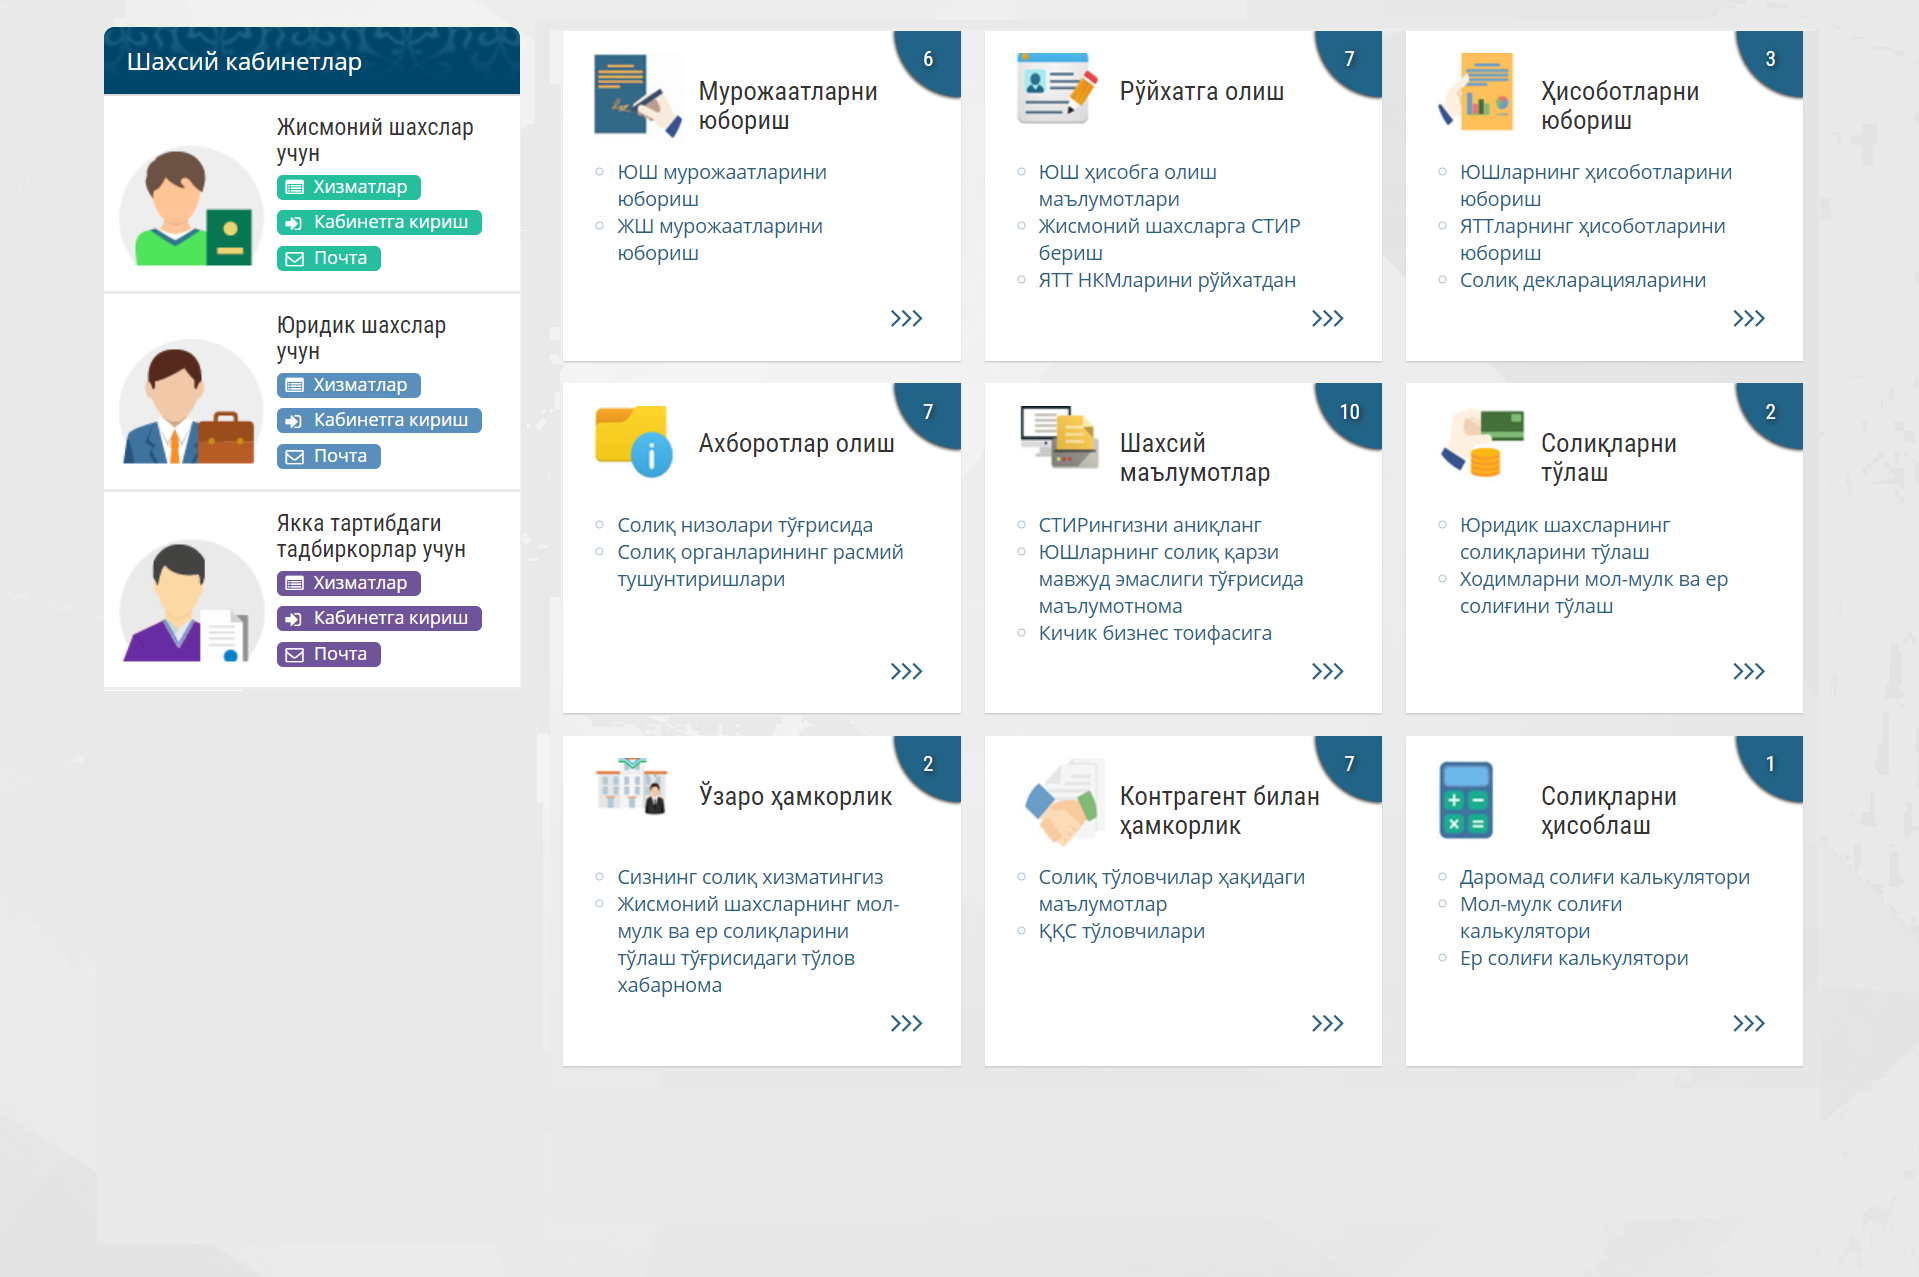 Шахсий кабинетлар
Жисмоний шахслар
учун
Хизматлар
Кабинетга кириш
Почта
Юридик шахслар
учун
Хизматлар
Кабинетга кириш
Почта
Якка тартибдаги
тадбиркорлар учун
Хизматлар
Кабинетга кириш
Почта
6
Мурожаатларни
юбориш
ЮШ мурожаатларини
юбориш
ЖШ мурожаатларини
юбориш
7
Рўйхатга олиш
ЮШ ҳисобга олиш
маълумотлари
Жисмоний шахсларга СТИР
бериш
ЯТТ НКМларини рўйхатдан
3
Ҳисоботларни
юбориш
ЮШларнинг ҳисоботларини
юбориш
ЯТТларнинг ҳисоботларини
юбориш
Солиқ декларацияларини
7
Ахборотлар олиш
Солиқ низолари тўғрисида
Солиқ органларининг расмий
тушунтиришлари
10
Шахсий
маълумотлар
СТИРингизни аниқланг
ЮШларнинг солиқ қарзи
мавжуд эмаслиги тўғрисида
маълумотнома
Кичик бизнес тоифасига
2
Солиқларни
тўлаш
Юридик шахсларнинг
солиқларини тўлаш
Ходимларни мол-мулк ва ер
солиғини тўлаш
2
Ўзаро ҳамкорлик
Сизнинг солиқ хизматингиз
Жисмоний шахсларнинг мол-
мулк ва ер солиқларини
тўлаш тўғрисидаги тўлов
хабарнома
7
Контрагент билан
ҳамкорлик
Солиқ тўловчилар ҳақидаги
маълумотлар
ҚҚС тўловчилари
1
Солиқларни
ҳисоблаш
Даромад солиғи калькулятори
Мол-мулк солиғи
калькулятори
Ер солиғи калькулятори